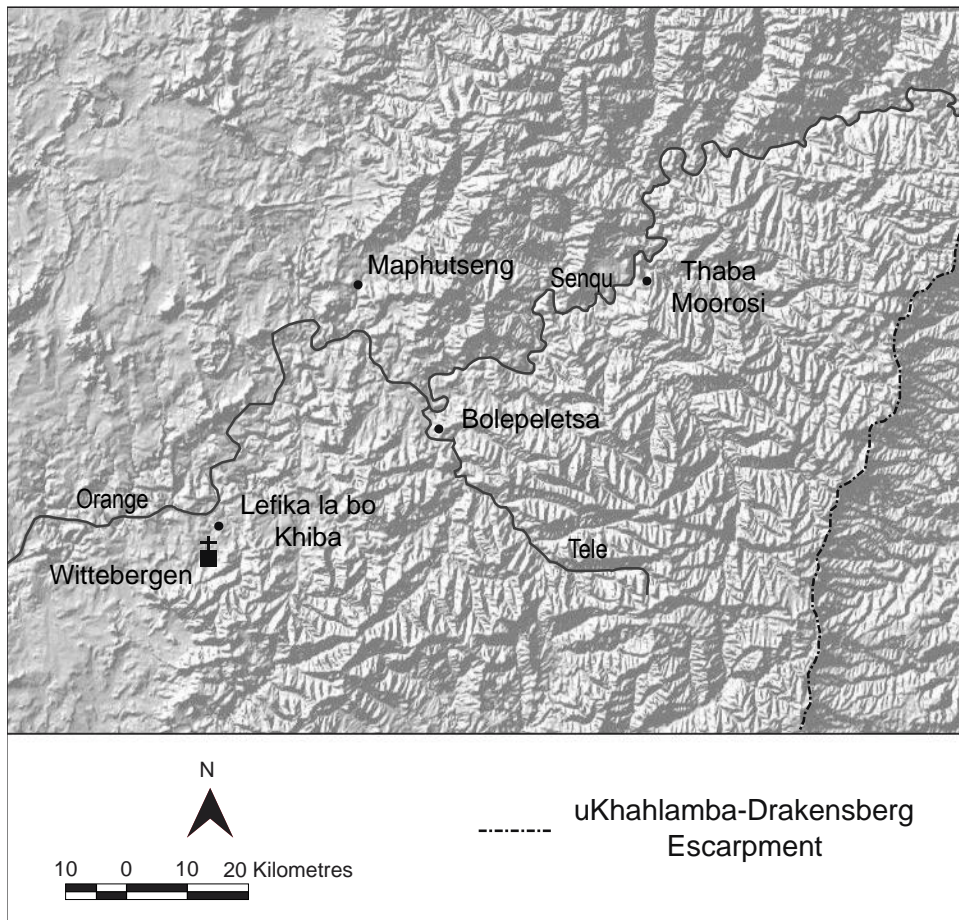 Maphutseng
Senqu
Thaba
Moorosi
Bolepeletsa
Orange
Lefika la bo
Khiba
Tele
Wittebergen
N
uKhahlamba-Drakensberg
Escarpment
10 0 10 20 Kilometres